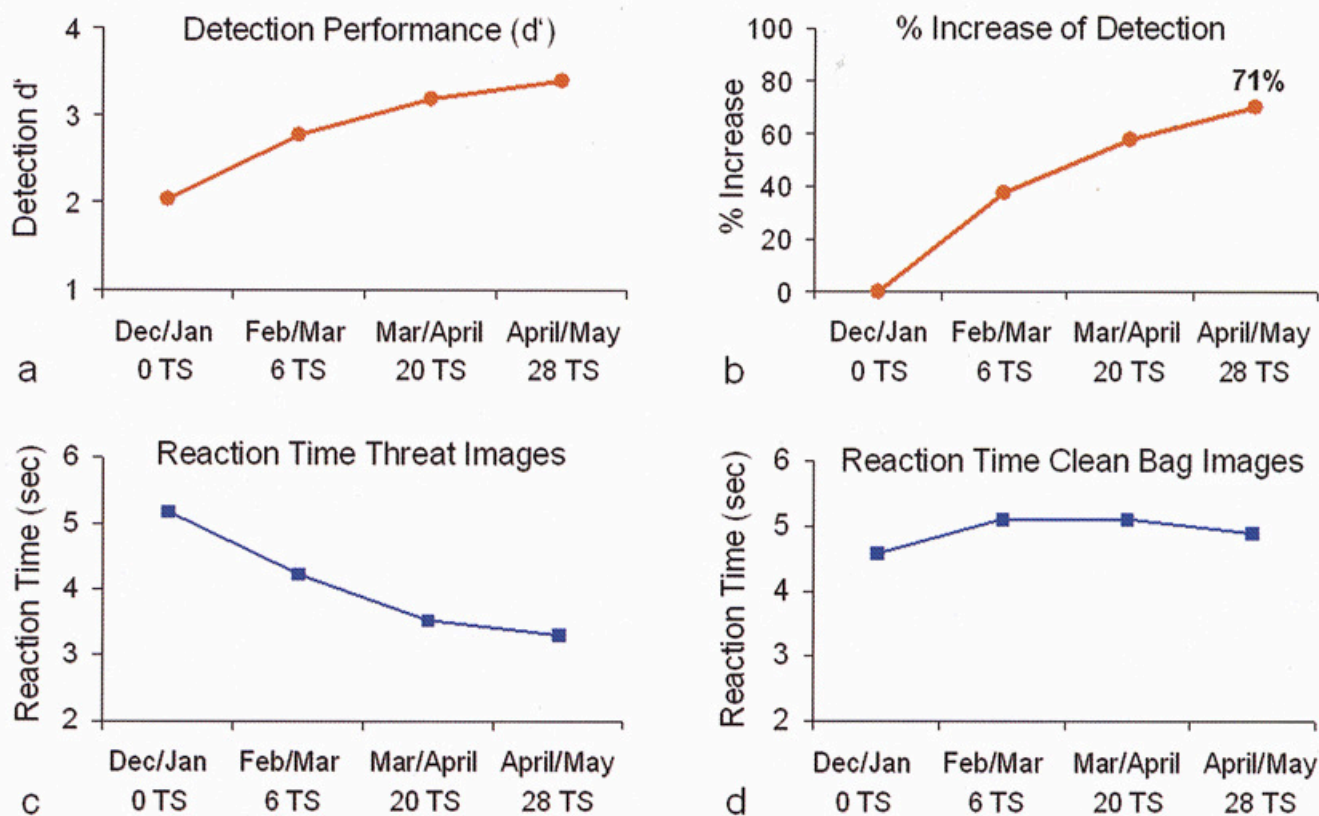 Detection Performance (d‘)
Detection d'
4
3
2
1
Dec/Jan Feb/Mar Mar/April April/May
0 TS 6 TS 20 TS 28 TS
a
% Increase of Detection
% Increase
100
80
60
40
20
0
71%
Dec/Jan Feb/Mar Mar/April April/May
0 TS 6 TS 20 TS 28 TS
b
Reaction Time Threat Images
Reaction Time (sec)
6
5
4
3
2
Dec/Jan Feb/Mar Mar/April April/May
0 TS 6 TS 20 TS 28 TS
c
Reaction Time Clean Bag Images
Reaction Time (sec)
6
5
4
3
2
Dec/Jan Feb/Mar Mar/April April/May
0 TS 6 TS 20 TS 28 TS
d